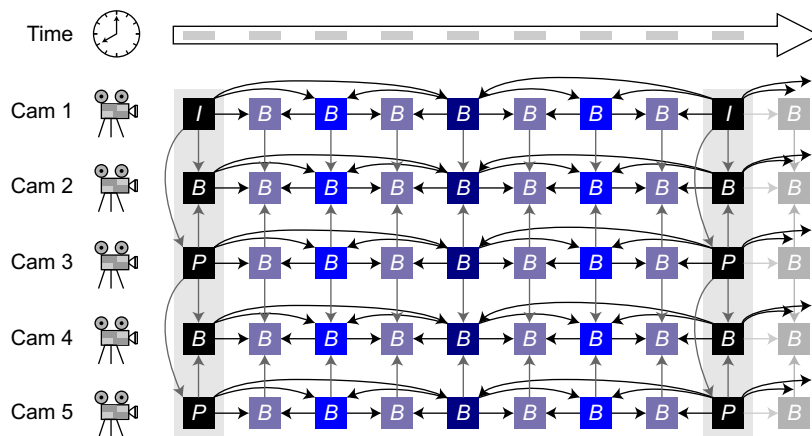 Time
Cam 1 I B B B B B B B I B
Cam 2 B B B B B B B B B B
Cam 3 P B B B B B B B P B
Cam 4 B B B B B B B B B B
Cam 5 P B B B B B B B P B